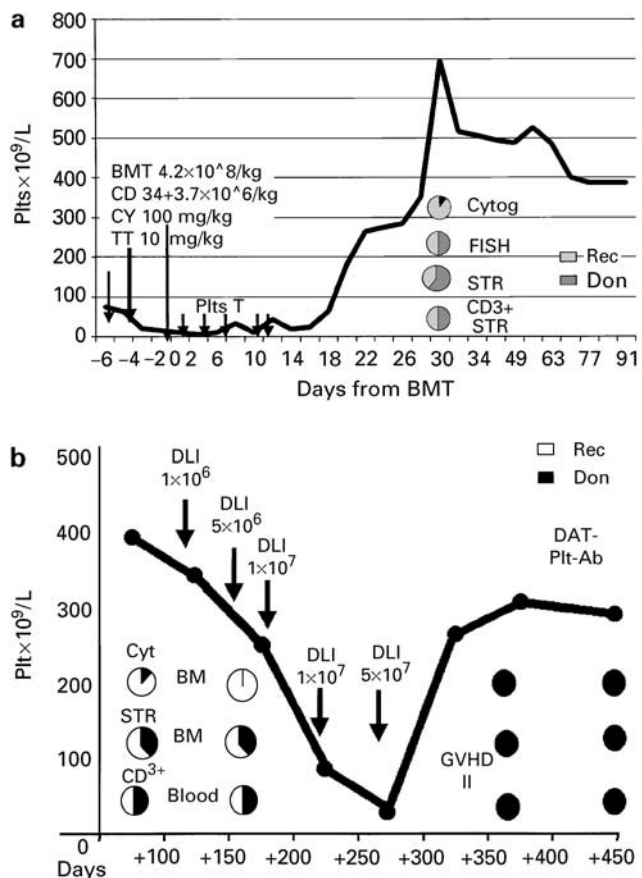 a
800
700
600
500
400
300
200
100
0
Plts×10⁹/L
BMT 4.2×10^8/kg
CD 34+3.7×10^6/kg
CY 100 mg/kg
TT 10 mg/kg
Plts T
Cytog
FISH
STR
CD3+
STR
Rec
Don
−6 −4 −2 0 2 6 10 14 18 22 26 30 34 49 63 77 91
Days from BMT
b
500
400
300
200
100
0
Plt×10⁹/L
DLI
1×10⁶
DLI
5×10⁶
DLI
1×10⁷
DLI
1×10⁷
DLI
5×10⁷
Rec
Don
DAT-
Plt-Ab
Cyt
BM
STR
BM
CD³⁺
Blood
GVHD
II
Days
+100 +150 +200 +250 +300 +350 +400 +450